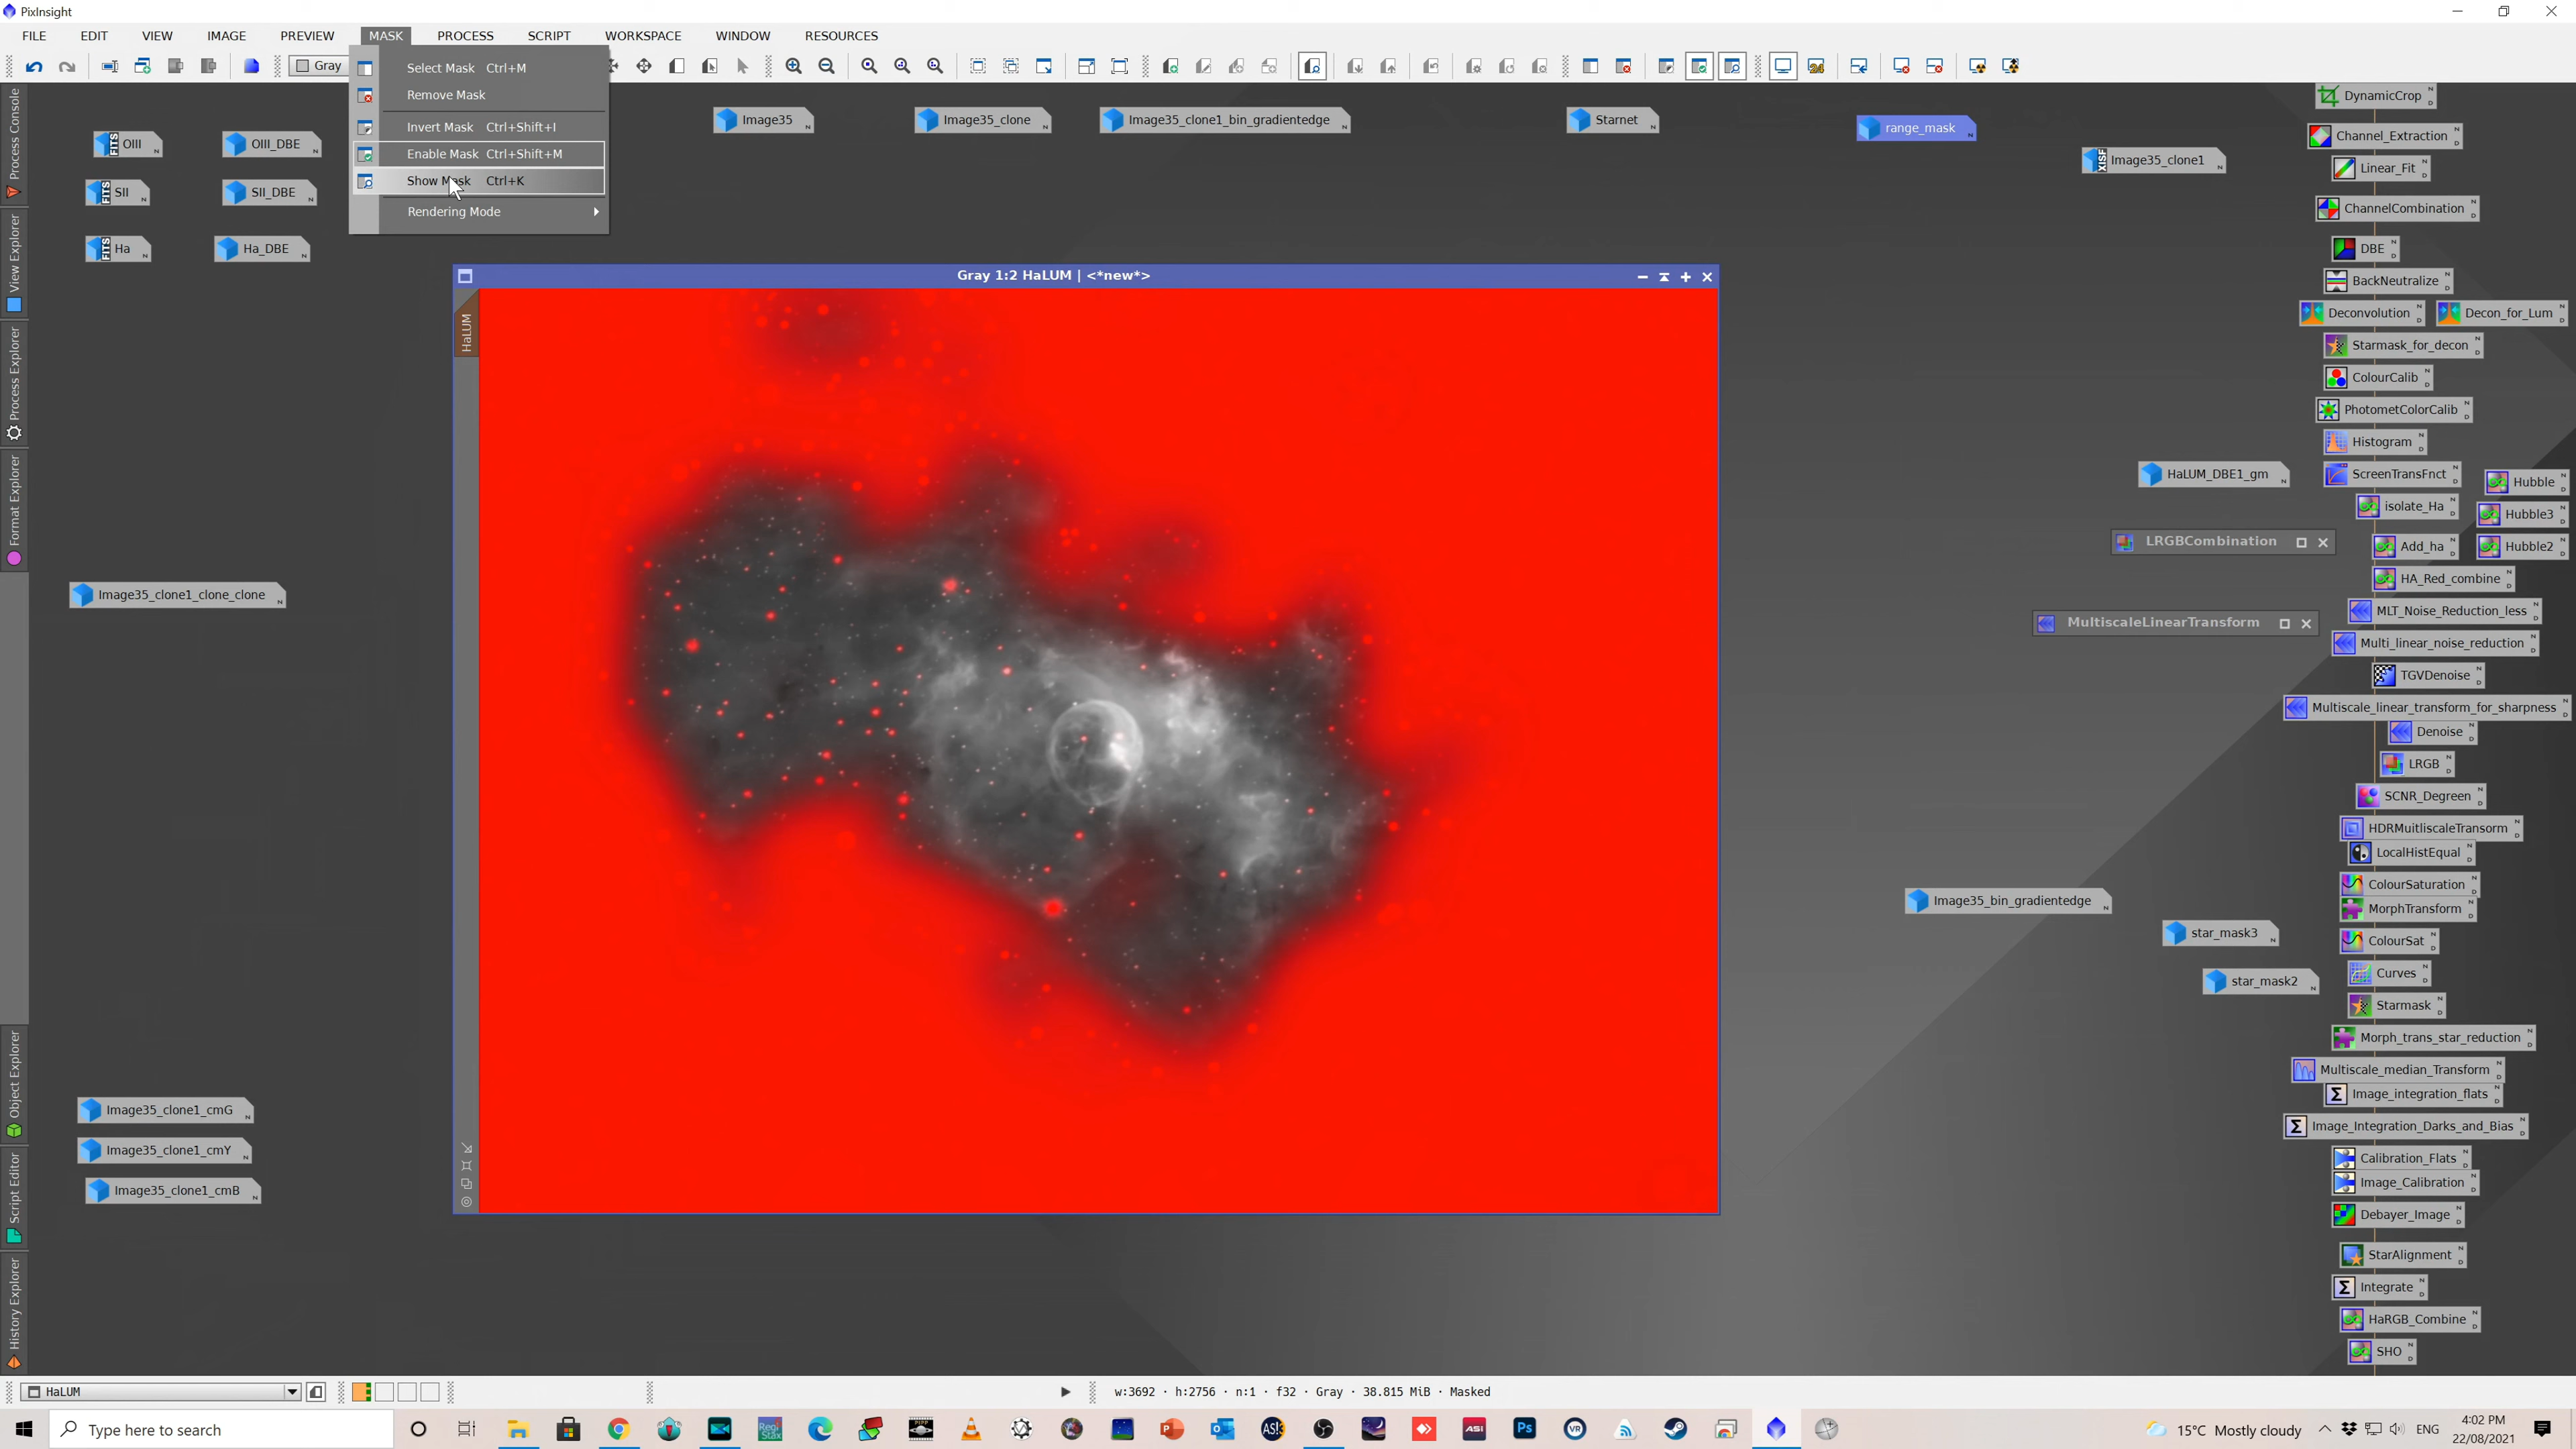 PixInsight
FILE EDIT VIEW IMAGE PREVIEW MASK PROCESS SCRIPT WORKSPACE WINDOW RESOURCES
Gray
Select Mask Ctrl+M
Remove Mask
Invert Mask Ctrl+Shift+I
Enable Mask Ctrl+Shift+M
Show Mask Ctrl+K
Rendering Mode
Process Console
View Explorer
Process Explorer
Format Explorer
Object Explorer
Script Editor
History Explorer
Image35
Image35_clone
Image35_clone1_bin_gradientedge
Starnet
range_mask
Image35_clone1
FITS OIII
OIII_DBE
FITS SII
SII_DBE
FITS Ha
Ha_DBE
XISF
Gray 1:2 HaLUM | <*new*>
HaLUM
Image35_clone1_clone_clone
Image35_clone1_cmG
Image35_clone1_cmY
Image35_clone1_cmB
HaLUM_DBE1_gm
LRGBCombination
MultiscaleLinearTransform
Image35_bin_gradientedge
star_mask3
star_mask2
DynamicCrop
Channel_Extraction
Linear_Fit
ChannelCombination
DBE
BackNeutralize
Deconvolution Decon_for_Lum
Starmask_for_decon
ColourCalib
PhotometColorCalib
Histogram
ScreenTransFnct
Hubble
isolate_Ha
Hubble3
Add_ha
Hubble2
HA_Red_combine
MLT_Noise_Reduction_less
Multi_linear_noise_reduction
TGVDenoise
Multiscale_linear_transform_for_sharpness
Denoise
LRGB
SCNR_Degreen
HDRMuitliscaleTransorm
LocalHistEqual
ColourSaturation
MorphTransform
ColourSat
Curves
Starmask
Morph_trans_star_reduction
Multiscale_median_Transform
Image_integration_flats
Image_Integration_Darks_and_Bias
Calibration_Flats
Image_Calibration
Debayer_Image
StarAlignment
Integrate
HaRGB_Combine
SHO
HaLUM
w:3692 · h:2756 · n:1 · f32 · Gray · 38.815 MiB · Masked
Type here to search
15°C Mostly cloudy
ENG
4:02 PM
22/08/2021